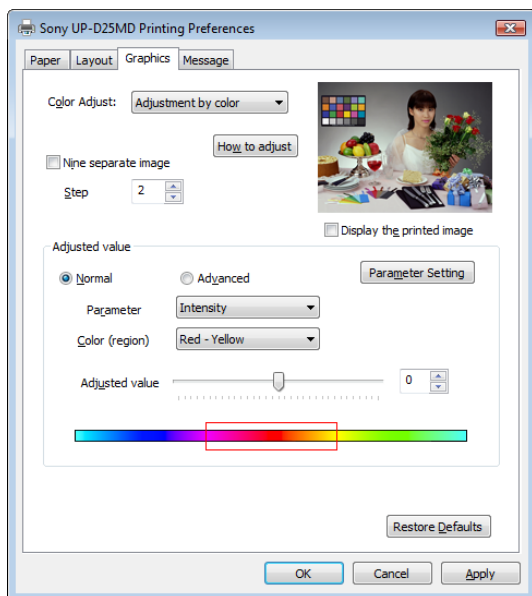 Sony UP-D25MD Printing Preferences
Paper Layout Graphics Message
Color Adjust: Adjustment by color
How to adjust
Nine separate image
Step 2
Display the printed image
Adjusted value
Normal Advanced Parameter Setting
Parameter Intensity
Color (region) Red - Yellow
Adjusted value 0
Restore Defaults
OK Cancel Apply